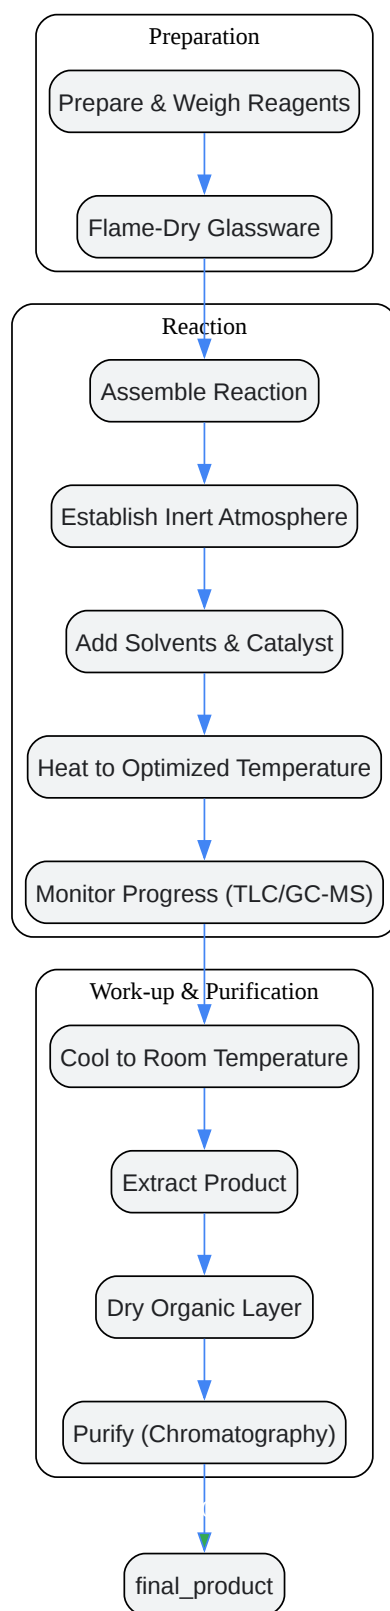 Preparation
Prepare & Weigh Reagents
Flame-Dry Glassware
Reaction
Assemble Reaction
Establish Inert Atmosphere
Add Solvents & Catalyst
Heat to Optimized Temperature
Monitor Progress (TLC/GC-MS)
Work-up & Purification
Cool to Room Temperature
Extract Product
Dry Organic Layer
Purify (Chromatography)
final_product